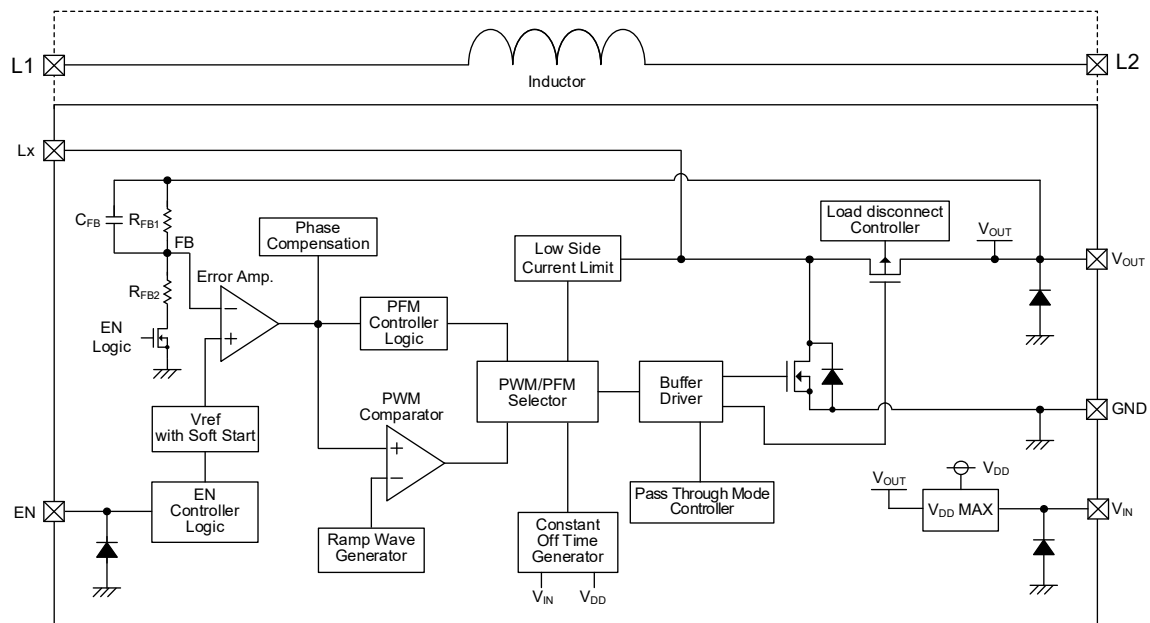 L1
L2
Inductor
Lx
CFB
RFB1
FB
Phase
Compensation
Load disconnect
Controller
VOUT
VOUT
Low Side
Current Limit
Error Amp.
RFB2
−
+
EN
Logic
PFM
Controller
Logic
PWM/PFM
Selector
Buffer
Driver
PWM
Comparator
+
−
GND
Vref
with Soft Start
EN
EN
Controller
Logic
Ramp Wave
Generator
Constant
Off Time
Generator
VIN
VDD
Pass Through Mode
Controller
VOUT
VDD
VDD MAX
VIN